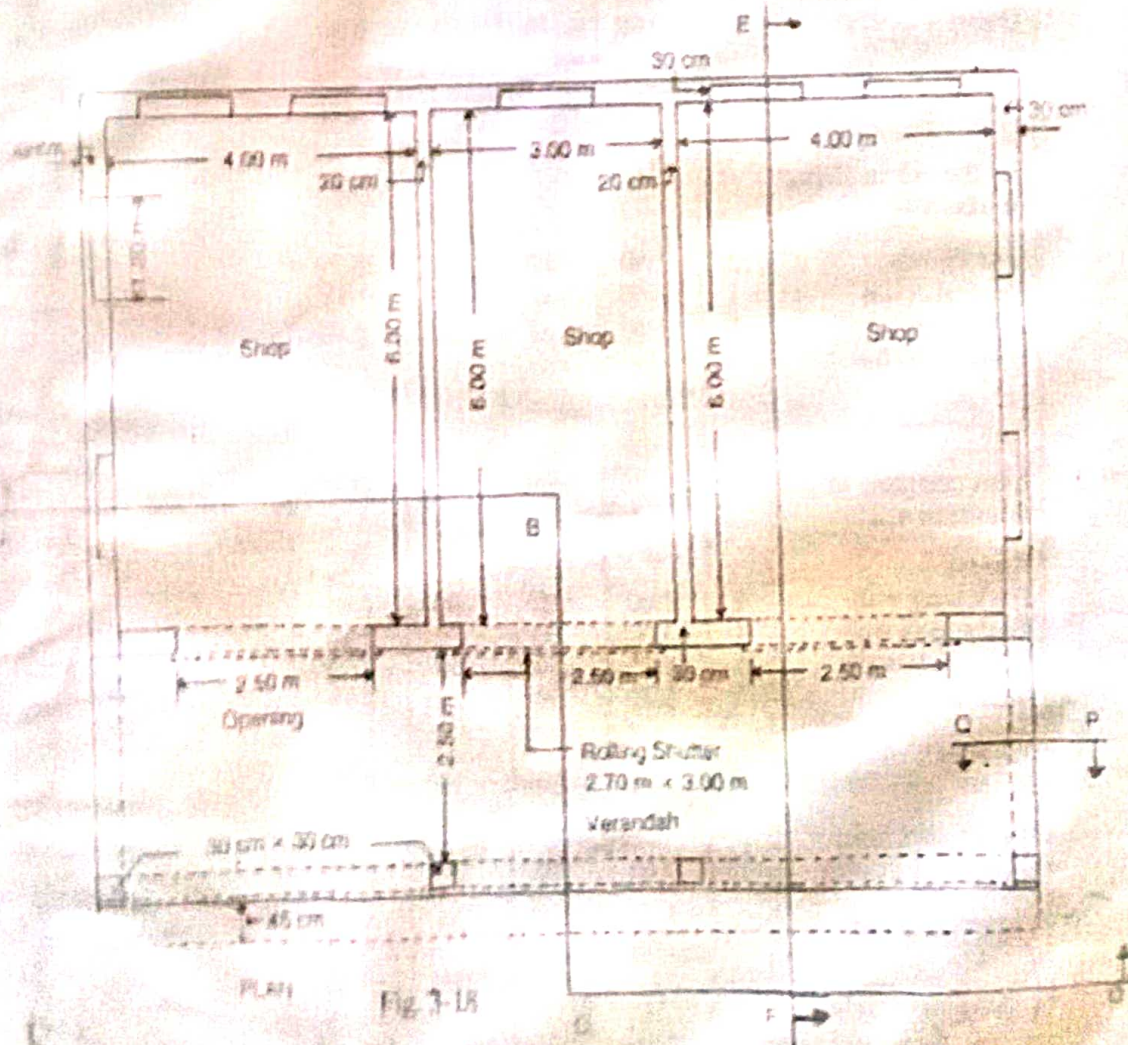 E
30 cm
30 cm
4.00 m
3.00 m
4.00 m
20 cm
20 cm
6.00 m
6.00 m
Shop
Shop
Shop
B
2.50 m
2.50 m
30 cm
2.50 m
Opening
2.50 m
Rolling Shutter
2.70 m × 3.00 m
Verandah
Q
P
30 cm × 30 cm
45 cm
PLAN
Fig. 3-18
F